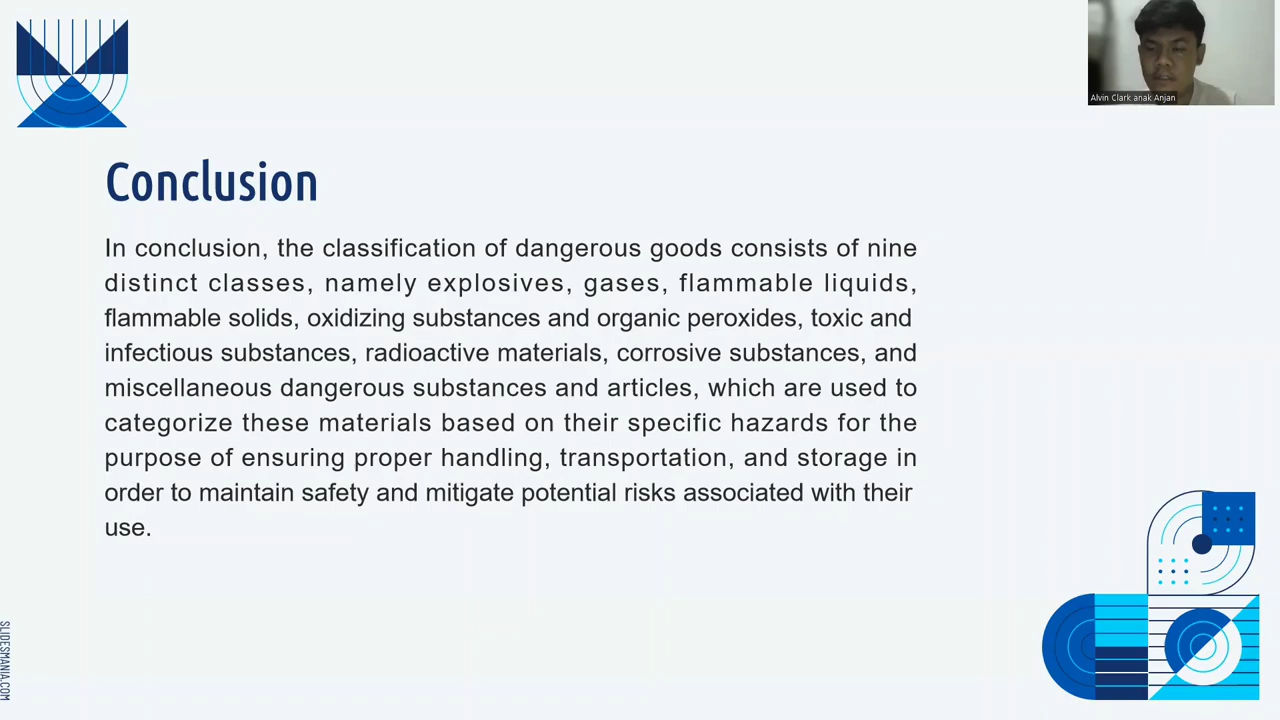 Alvin Clark anak Anjan
Conclusion
In conclusion, the classification of dangerous goods consists of nine
distinct classes, namely explosives, gases, flammable liquids,
flammable solids, oxidizing substances and organic peroxides, toxic and
infectious substances, radioactive materials, corrosive substances, and
miscellaneous dangerous substances and articles, which are used to
categorize these materials based on their specific hazards for the
purpose of ensuring proper handling, transportation, and storage in
order to maintain safety and mitigate potential risks associated with their
use.
SLIDESMANIA.COM